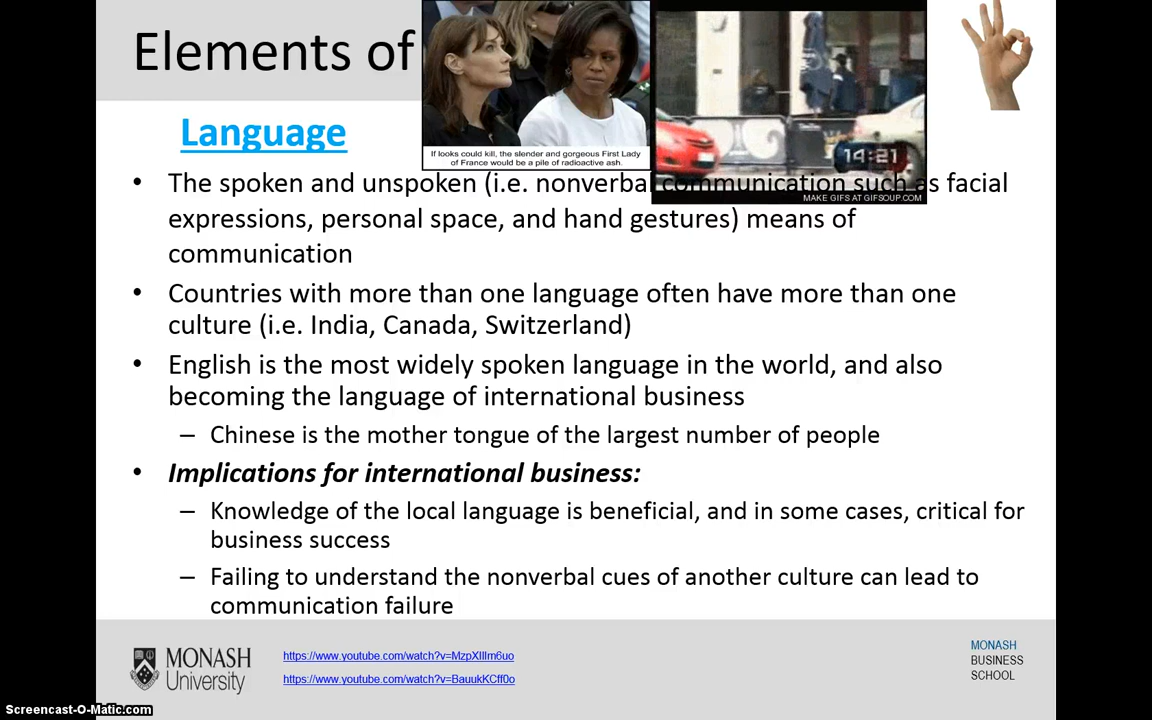 Elements of
If looks could kill, the slender and gorgeous First Lady
of France would be a pile of radioactive ash.
14:21
MAKE GIFS AT GIFSOUP.COM
Language
• The spoken and unspoken (i.e. nonverbal communication such as facial
expressions, personal space, and hand gestures) means of
communication
• Countries with more than one language often have more than one
culture (i.e. India, Canada, Switzerland)
• English is the most widely spoken language in the world, and also
becoming the language of international business
– Chinese is the mother tongue of the largest number of people
• Implications for international business:
– Knowledge of the local language is beneficial, and in some cases, critical for
business success
– Failing to understand the nonverbal cues of another culture can lead to
communication failure
MONASH
University
https://www.youtube.com/watch?v=MzpXIIIm6uo
https://www.youtube.com/watch?v=BauukKCff0o
MONASH
BUSINESS
SCHOOL
Screencast-O-Matic.com